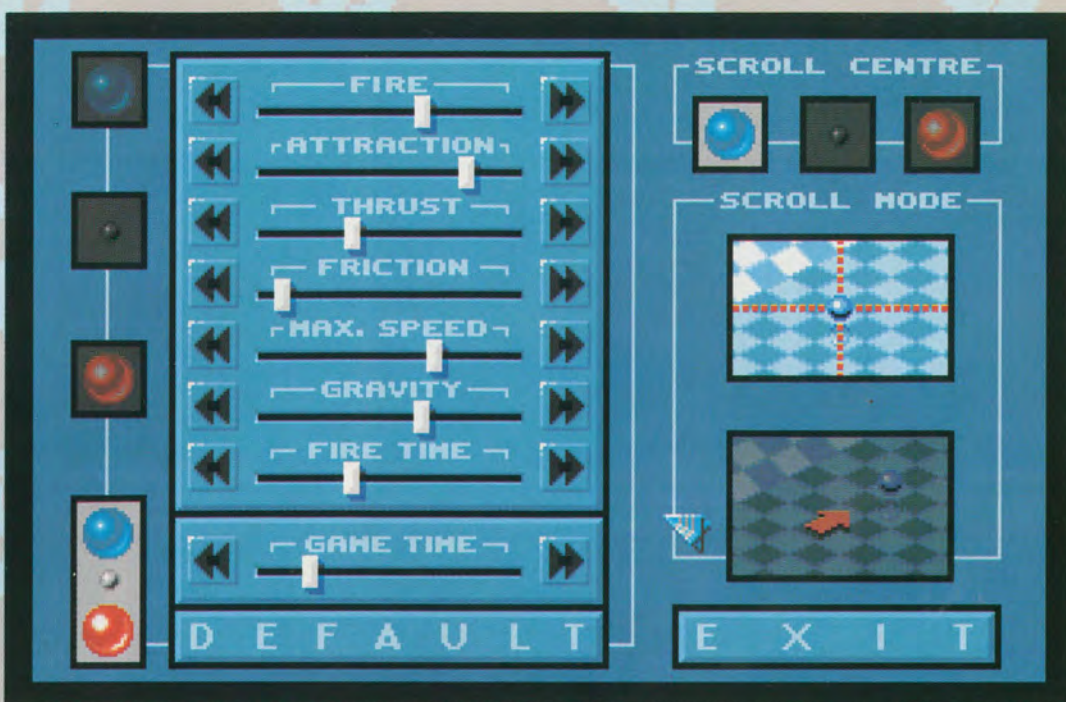 FIRE
ATTRACTION
THRUST
FRICTION
MAX. SPEED
GRAVITY
FIRE TIME
GAME TIME
DEFAULT
SCROLL CENTRE
SCROLL MODE
EXIT